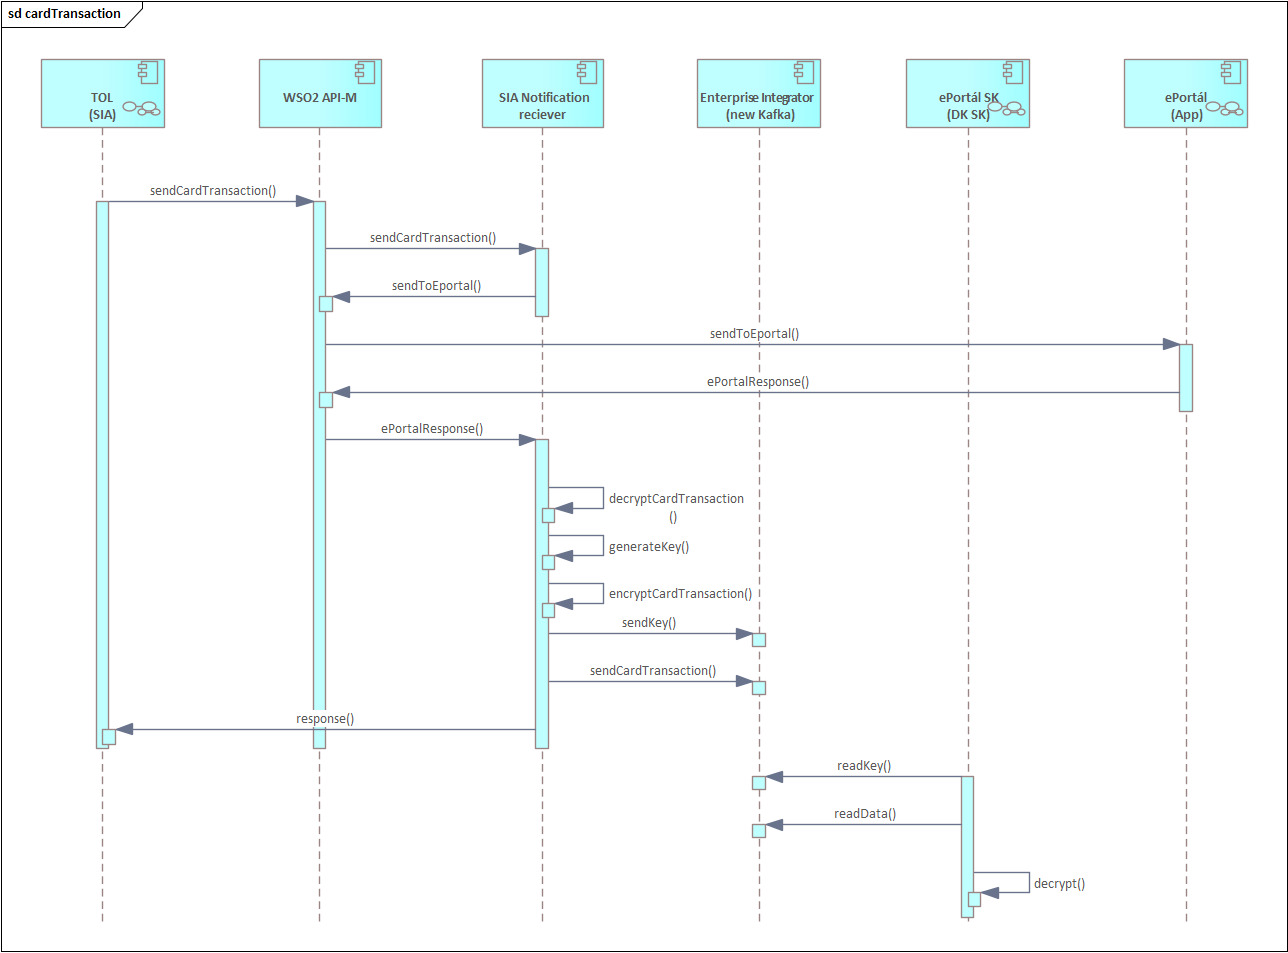 sd cardTransaction
TOL
(SIA)
WSO2 API-M
SIA Notification
reciever
Enterprise Integrator
(new Kafka)
ePortál SK
(DK SK)
ePortál
(App)
sendCardTransaction()
sendCardTransaction()
sendToEportal()
sendToEportal()
ePortalResponse()
ePortalResponse()
decryptCardTransaction
()
generateKey()
encryptCardTransaction()
sendKey()
sendCardTransaction()
response()
readKey()
readData()
decrypt()